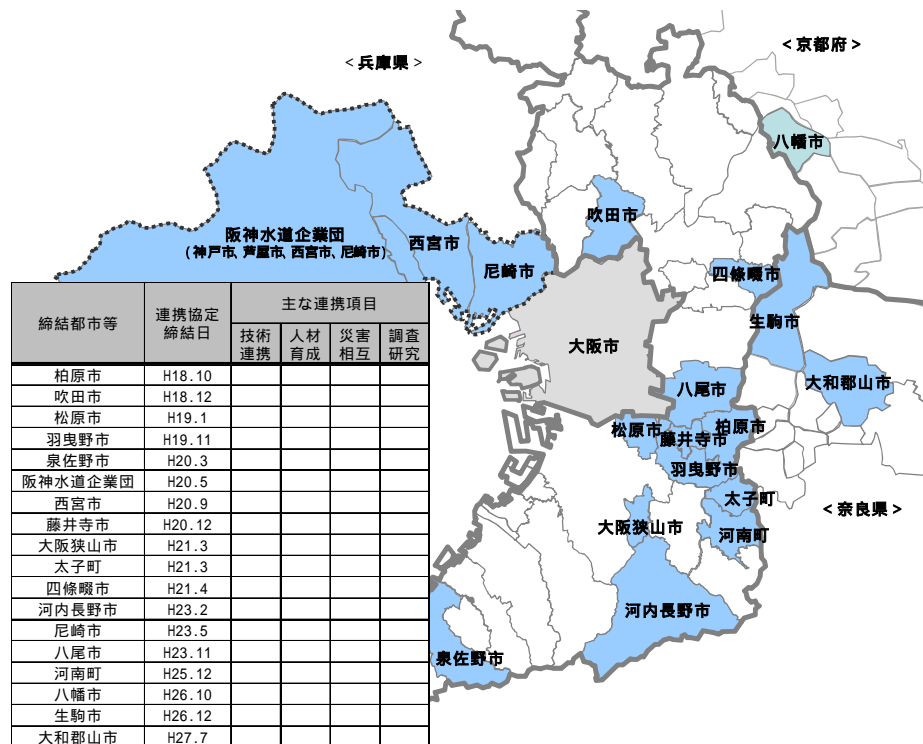 ＜京都府＞
＜兵庫県＞
八幡市
吹田市
阪神水道企業団
(神戸市、芦屋市、西宮市、尼崎市)
西宮市
尼崎市
四條畷市
生駒市
大阪市
大和郡山市
八尾市
松原市
藤井寺市
柏原市
羽曳野市
太子町
＜奈良県＞
大阪狭山市
河南町
河内長野市
泉佐野市
締結都市等 連携協定締結日 主な連携項目
技術連携 人材育成 災害相互 調査研究
柏原市 H18.10
吹田市 H18.12
松原市 H19.1
羽曳野市 H19.11
泉佐野市 H20.3
阪神水道企業団 H20.5
西宮市 H20.9
藤井寺市 H20.12
大阪狭山市 H21.3
太子町 H21.3
四條畷市 H21.4
河内長野市 H23.2
尼崎市 H23.5
八尾市 H23.11
河南町 H25.12
八幡市 H26.10
生駒市 H26.12
大和郡山市 H27.7